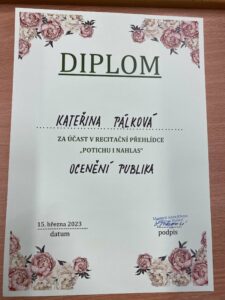 DIPLOM
KATEŘINA PÁLKOVÁ
ZA ÚČAST V RECITAČNÍ PŘEHLÍDCE
„POTICHU I NAHLAS"
OCENĚNÍ PUBLIKA
15. března 2023
datum
podpis